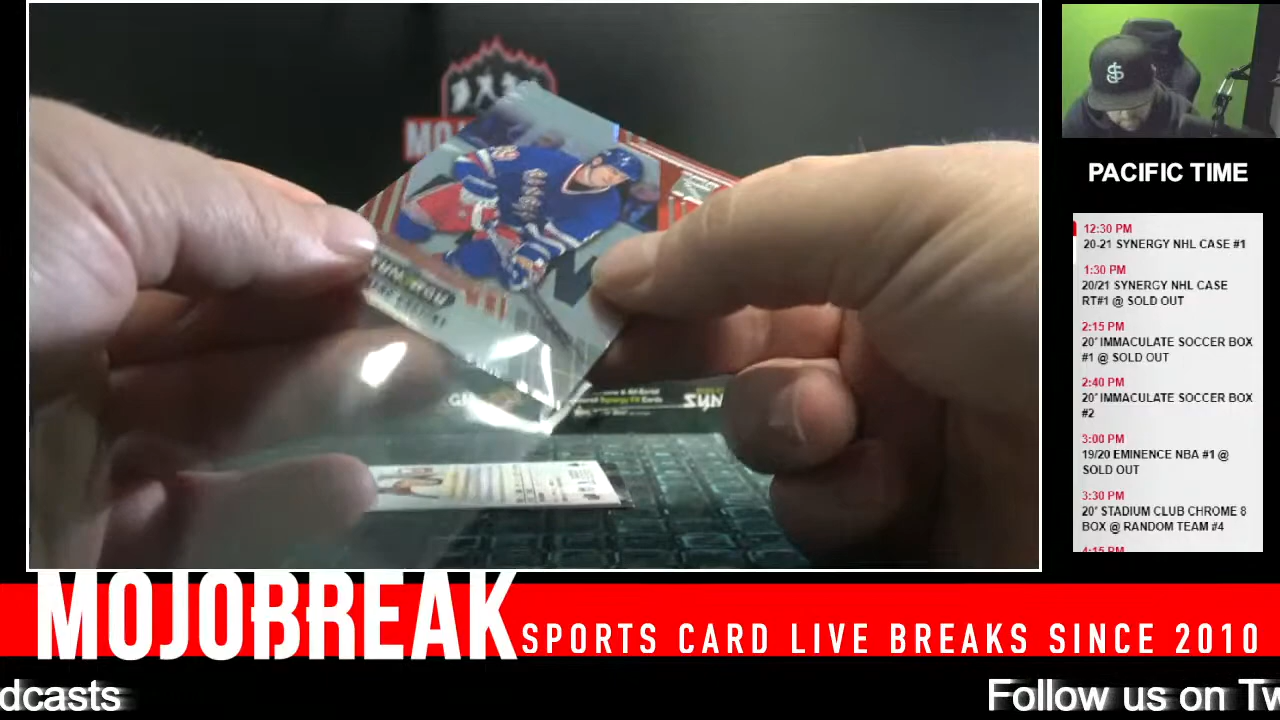 PACIFIC TIME
12:30 PM
20-21 SYNERGY NHL CASE #1
1:30 PM
20/21 SYNERGY NHL CASE
RT#1 @ SOLD OUT
2:15 PM
20' IMMACULATE SOCCER BOX
#1 @ SOLD OUT
2:40 PM
20' IMMACULATE SOCCER BOX
#2
3:00 PM
19/20 EMINENCE NBA #1 @
SOLD OUT
3:30 PM
20' STADIUM CLUB CHROME 8
BOX @ RANDOM TEAM #4
4:15 PM
MOJOBREAK
SPORTS CARD LIVE BREAKS SINCE 2010
dcasts
Follow us on Tw